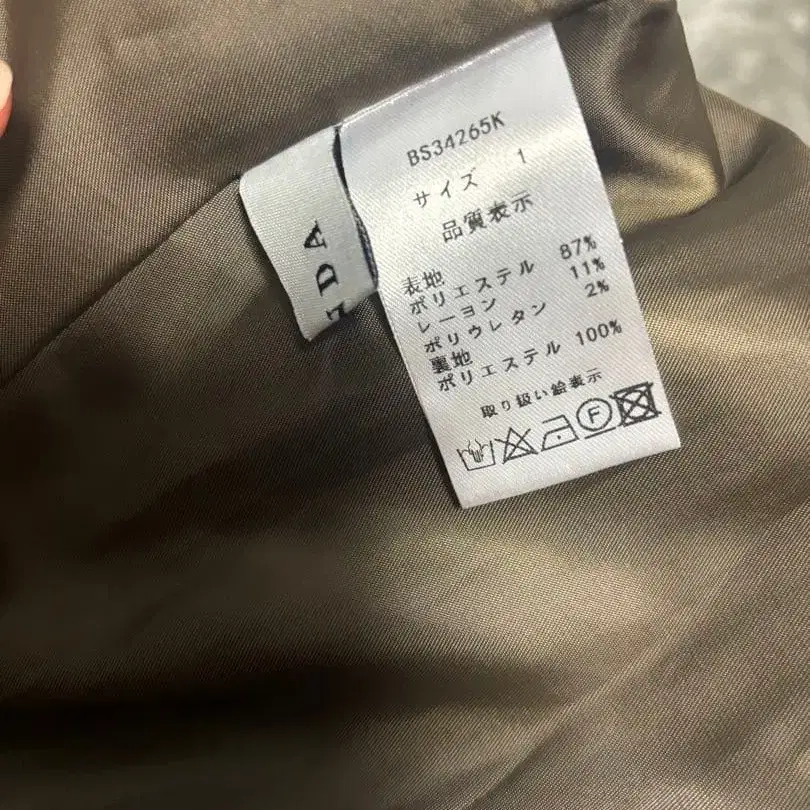 BS34265K
サイズ 1
品質表示
表地
ポリエステル 87%
レーヨン 11%
ポリウレタン 2%
裏地
ポリエステル 100%
取り扱い絵表示
F
DA